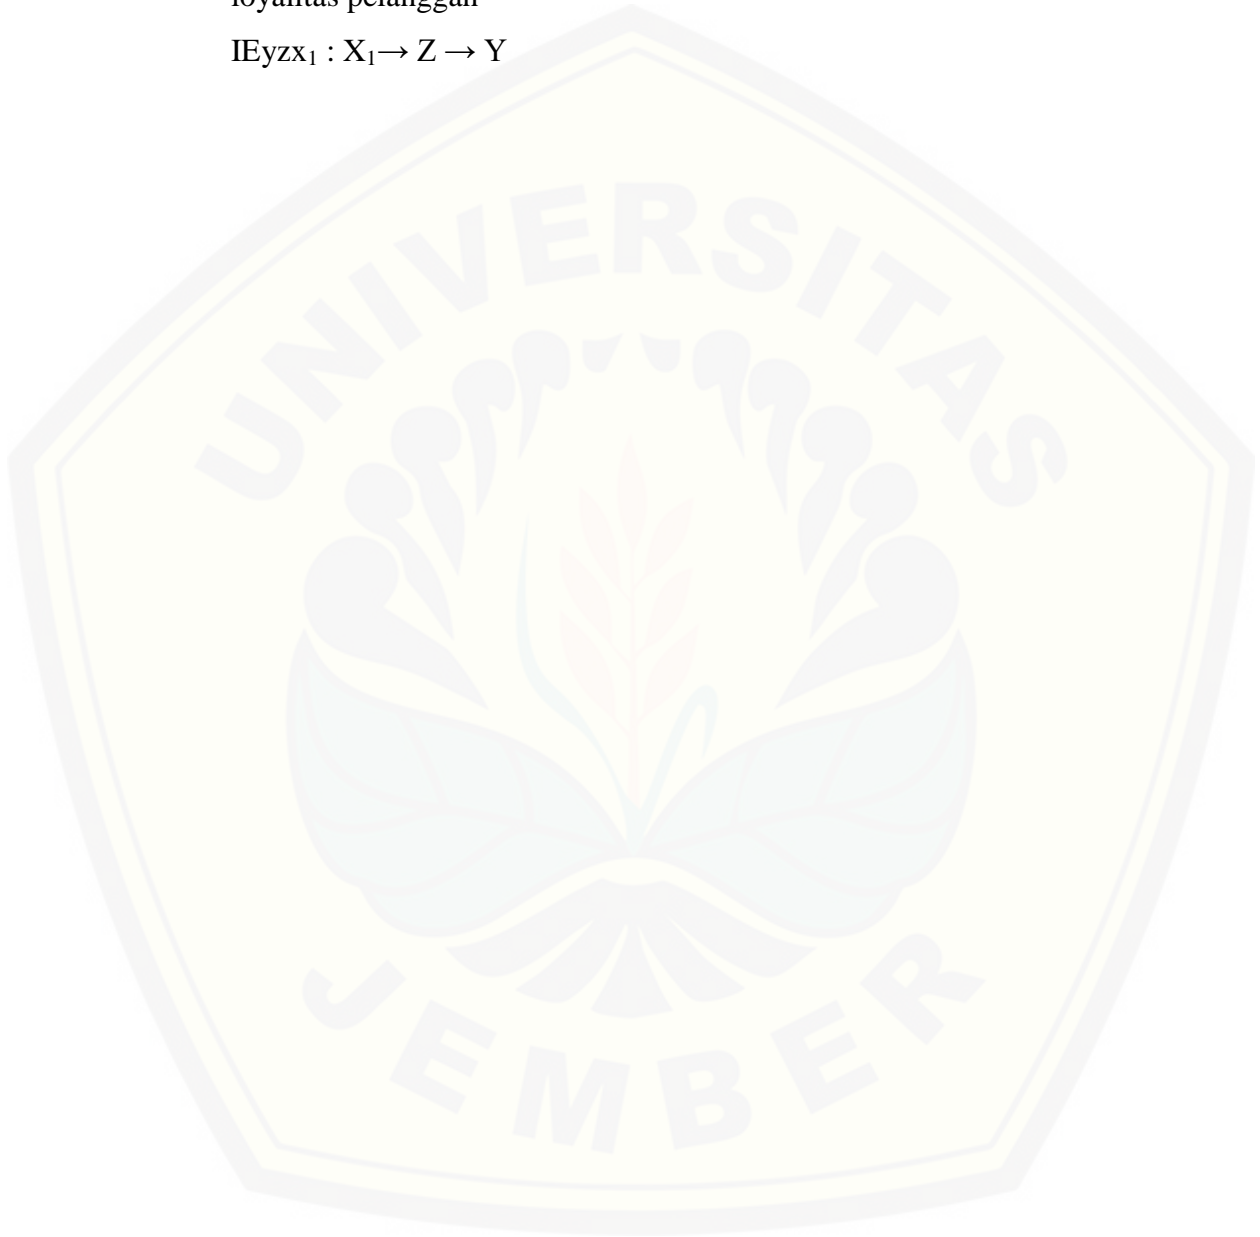 loyalitas pelanggan
IEyzx₁ : X₁→ Z → Y
UNIVERSITAS
JEMBER